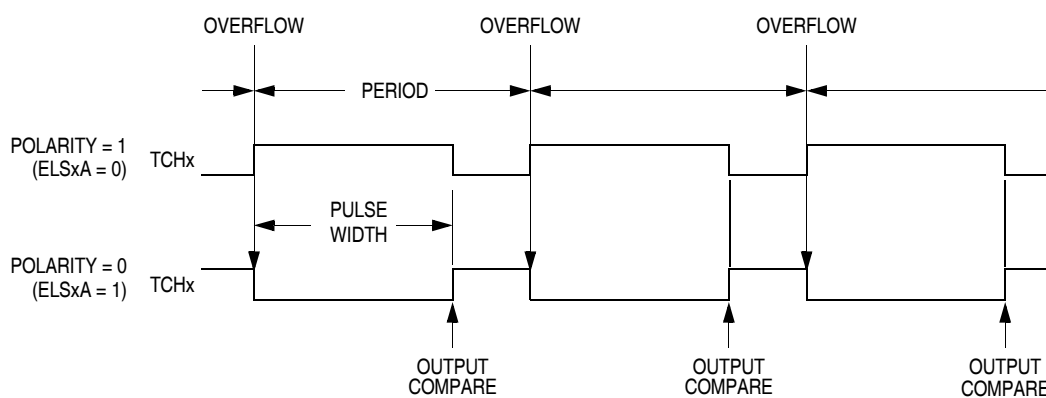 OVERFLOW OVERFLOW OVERFLOW
PERIOD
POLARITY = 1
(ELSxA = 0)
TCHx
PULSE
WIDTH
POLARITY = 0
(ELSxA = 1)
TCHx
OUTPUT
COMPARE
OUTPUT
COMPARE
OUTPUT
COMPARE